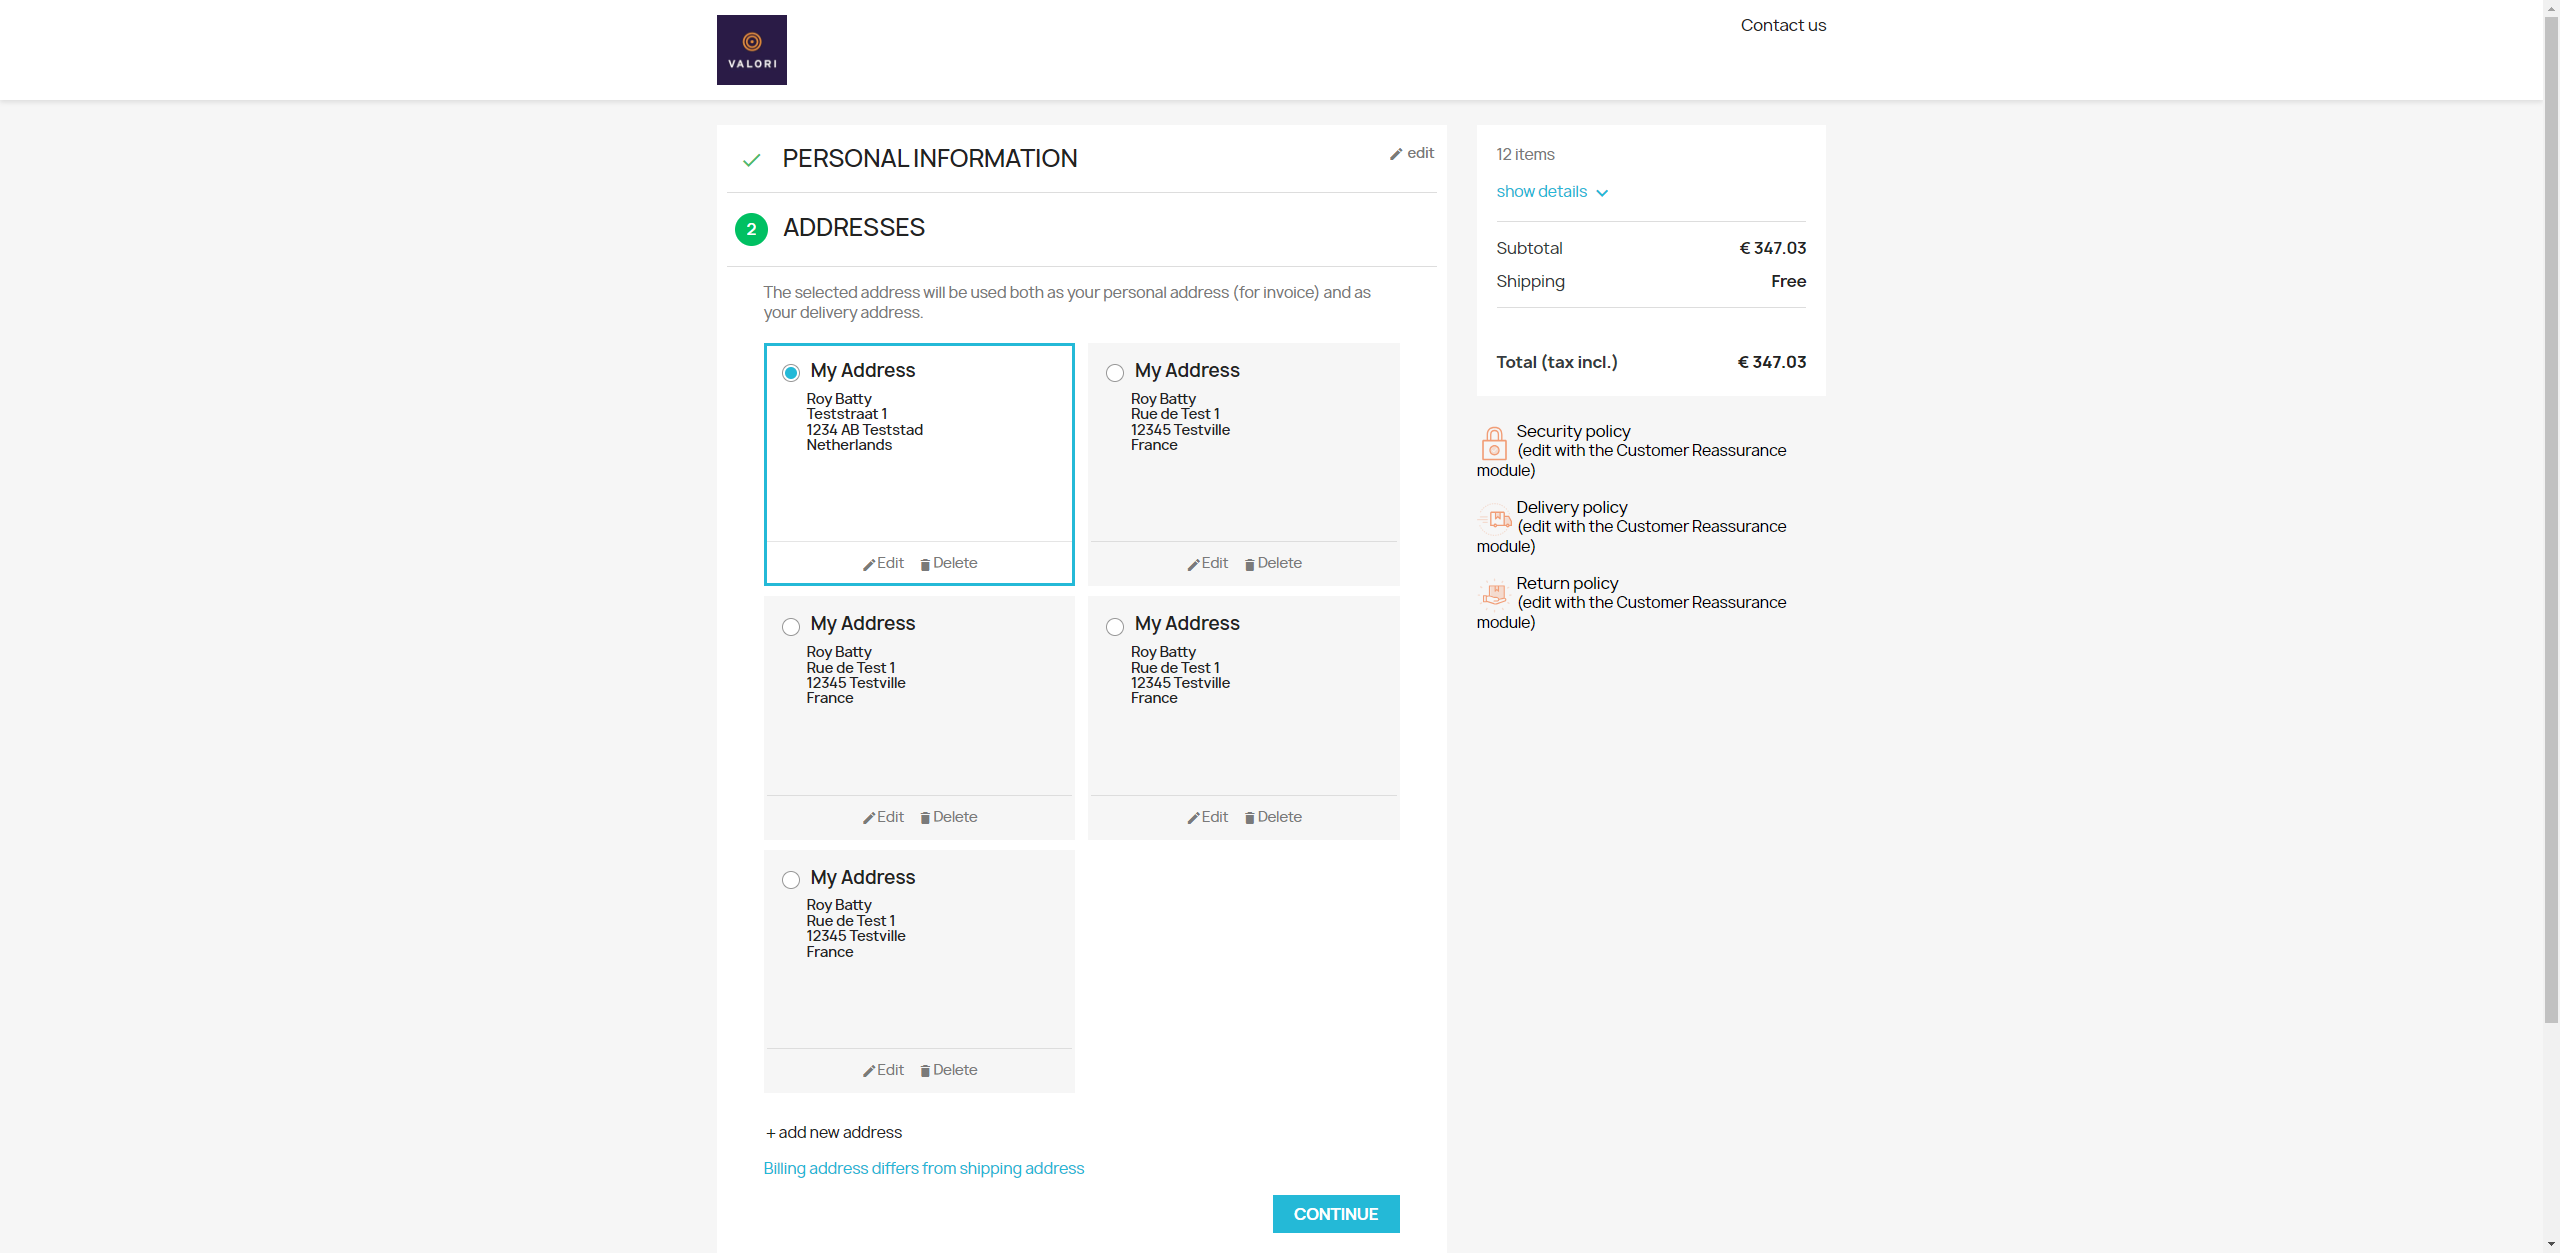 VALORI
Contact us
PERSONAL INFORMATION
edit
2 ADDRESSES
The selected address will be used both as your personal address (for invoice) and as
your delivery address.
My Address
Roy Batty
Teststraat 1
1234 AB Teststad
Netherlands
Edit Delete
My Address
Roy Batty
Rue de Test 1
12345 Testville
France
Edit Delete
My Address
Roy Batty
Rue de Test 1
12345 Testville
France
Edit Delete
My Address
Roy Batty
Rue de Test 1
12345 Testville
France
Edit Delete
My Address
Roy Batty
Rue de Test 1
12345 Testville
France
Edit Delete
+ add new address
Billing address differs from shipping address
CONTINUE
12 items
show details
Subtotal € 347.03
Shipping Free
Total (tax incl.) € 347.03
Security policy
(edit with the Customer Reassurance
module)
Delivery policy
(edit with the Customer Reassurance
module)
Return policy
(edit with the Customer Reassurance
module)